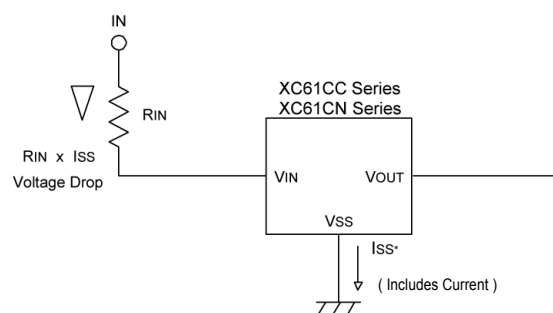 IN
RIN
RIN x ISS
Voltage Drop
XC61CC Series
XC61CN Series
VIN
VOUT
VSS
ISS*
( Includes Current )